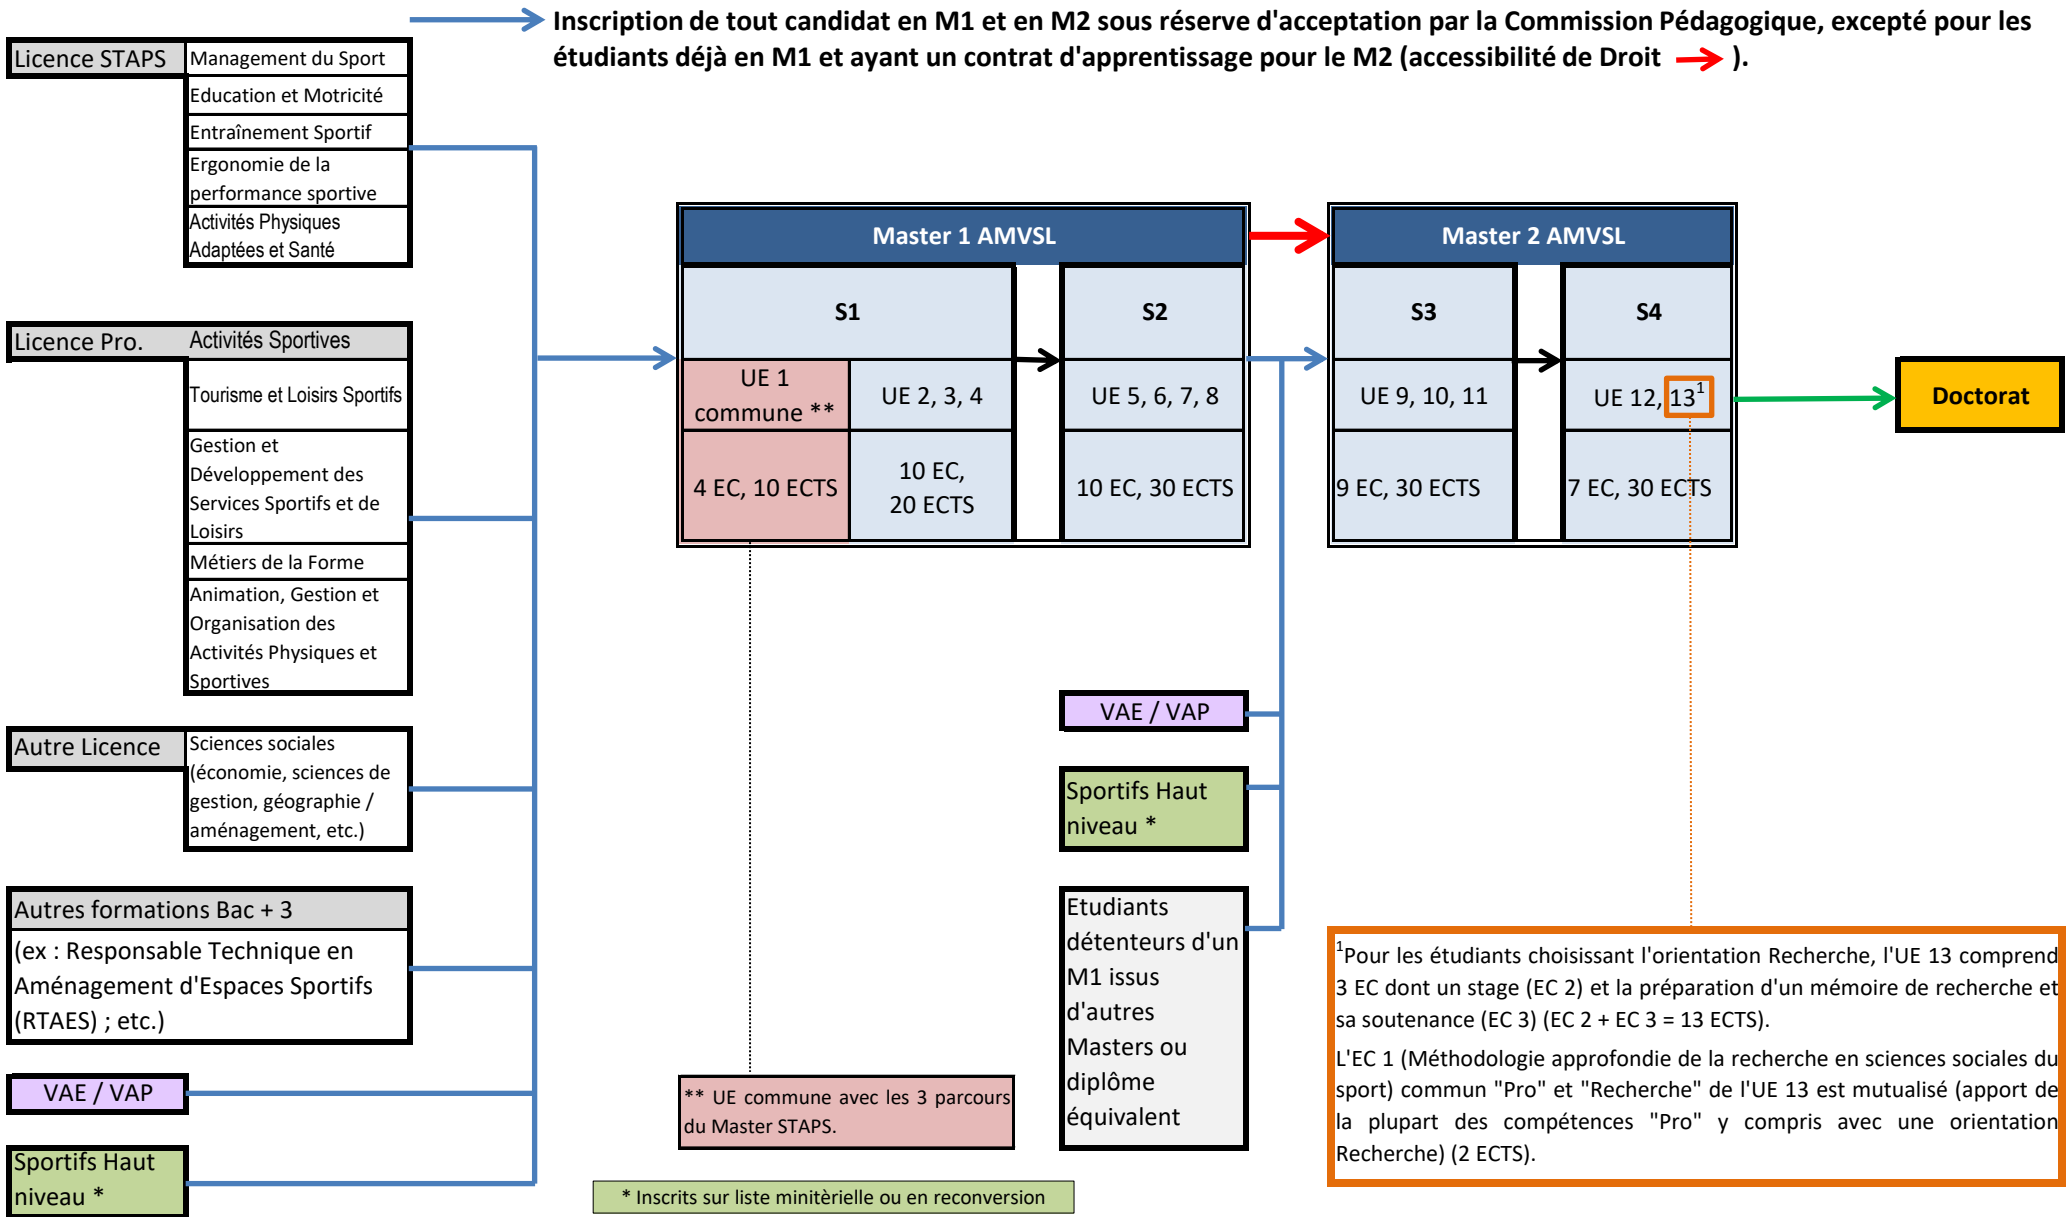 Inscription de tout candidat en M1 et en M2 sous réserve d'acceptation par la Commission Pédagogique, excepté pour les
étudiants déjà en M1 et ayant un contrat d'apprentissage pour le M2 (accessibilité de Droit ).
Licence STAPS
Management du Sport
Education et Motricité
Entraînement Sportif
Ergonomie de la
performance sportive
Activités Physiques
Adaptées et Santé
Licence Pro.
Activités Sportives
Tourisme et Loisirs Sportifs
Gestion et
Développement des
Services Sportifs et de
Loisirs
Métiers de la Forme
Animation, Gestion et
Organisation des
Activités Physiques et
Sportives
Autre Licence
Sciences sociales
(économie, sciences de
gestion, géographie /
aménagement, etc.)
Autres formations Bac + 3
(ex : Responsable Technique en
Aménagement d'Espaces Sportifs
(RTAES) ; etc.)
VAE / VAP
Sportifs Haut
niveau *
Master 1 AMVSL
S1
S2
UE 1
commune **
UE 2, 3, 4
UE 5, 6, 7, 8
4 EC, 10 ECTS
10 EC,
20 ECTS
10 EC, 30 ECTS
Master 2 AMVSL
S3
S4
UE 9, 10, 11
UE 12, 13¹
9 EC, 30 ECTS
7 EC, 30 ECTS
Doctorat
VAE / VAP
Sportifs Haut
niveau *
Etudiants
détenteurs d'un
M1 issus
d'autres
Masters ou
diplôme
équivalent
** UE commune avec les 3 parcours
du Master STAPS.
* Inscrits sur liste minitèrielle ou en reconversion
¹Pour les étudiants choisissant l'orientation Recherche, l'UE 13 comprend
3 EC dont un stage (EC 2) et la préparation d'un mémoire de recherche et
sa soutenance (EC 3) (EC 2 + EC 3 = 13 ECTS).
L'EC 1 (Méthodologie approfondie de la recherche en sciences sociales du
sport) commun "Pro" et "Recherche" de l'UE 13 est mutualisé (apport de
la plupart des compétences "Pro" y compris avec une orientation
Recherche) (2 ECTS).